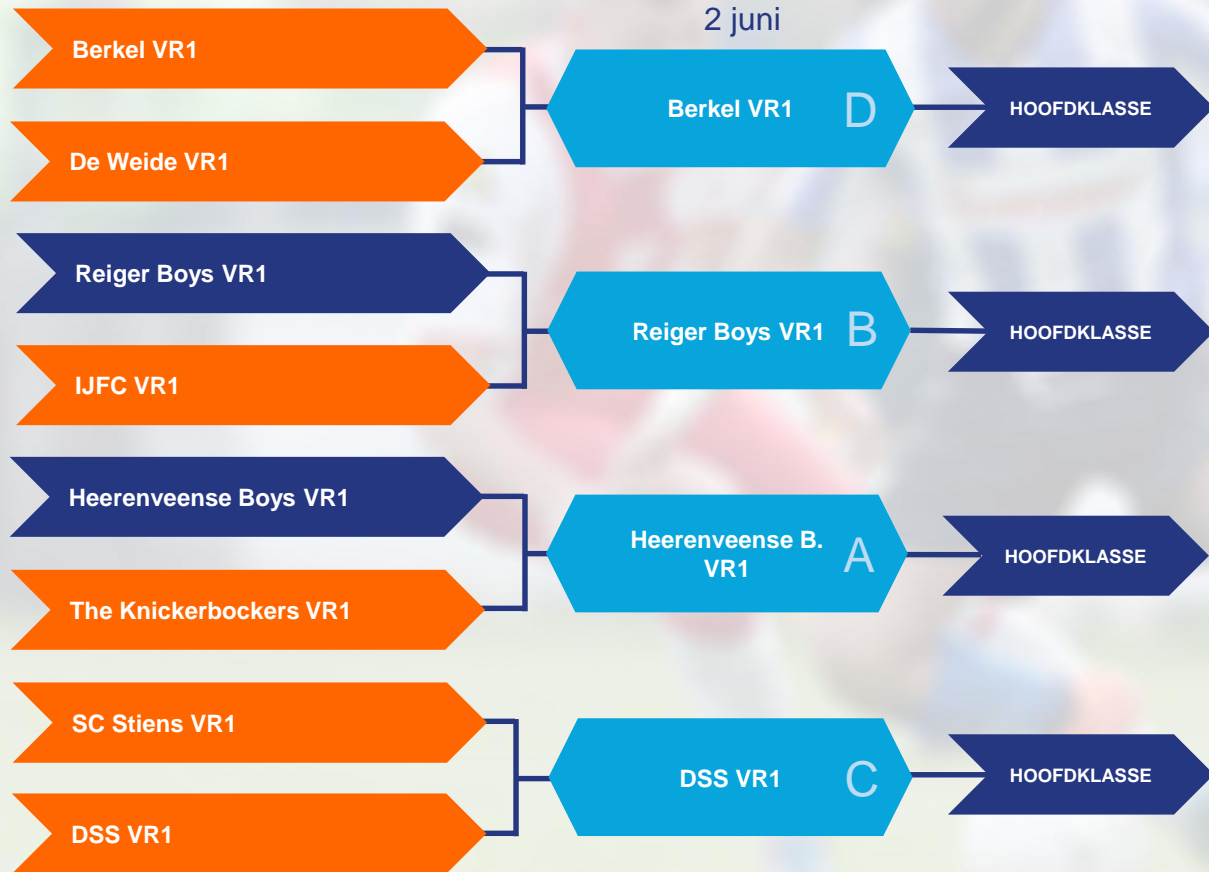 2 juni
Berkel VR1
De Weide VR1
Berkel VR1
D
HOOFDKLASSE
Reiger Boys VR1
IJFC VR1
Reiger Boys VR1
B
HOOFDKLASSE
Heerenveense Boys VR1
The Knickerbockers VR1
Heerenveense B.
VR1
A
HOOFDKLASSE
SC Stiens VR1
DSS VR1
DSS VR1
C
HOOFDKLASSE